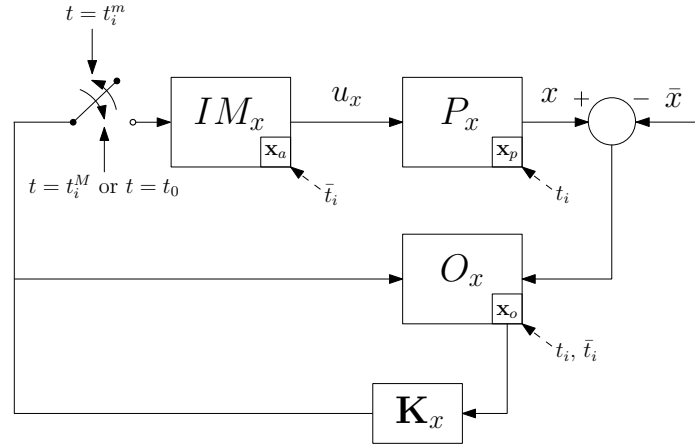 t = t_i^m
IM_x
x_a
u_x
P_x
x_p
x
+
−
x̄
t = t_i^M or t = t_0
t̄_i
t_i
O_x
x_o
t_i, t̄_i
K_x